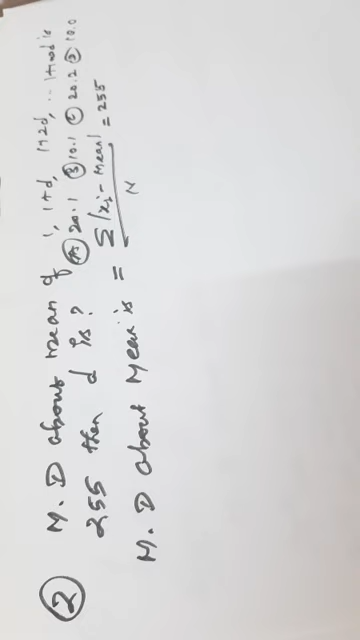 ② M. D about mean of 1, 1+d, 1+2d, .. 1+100d is
255 then d is? Ⓐ 20.1 Ⓑ 10.1 Ⓒ 20.2 Ⓓ 10.0
M. D about Mean is = Σ |xi - Mean| / N = 255